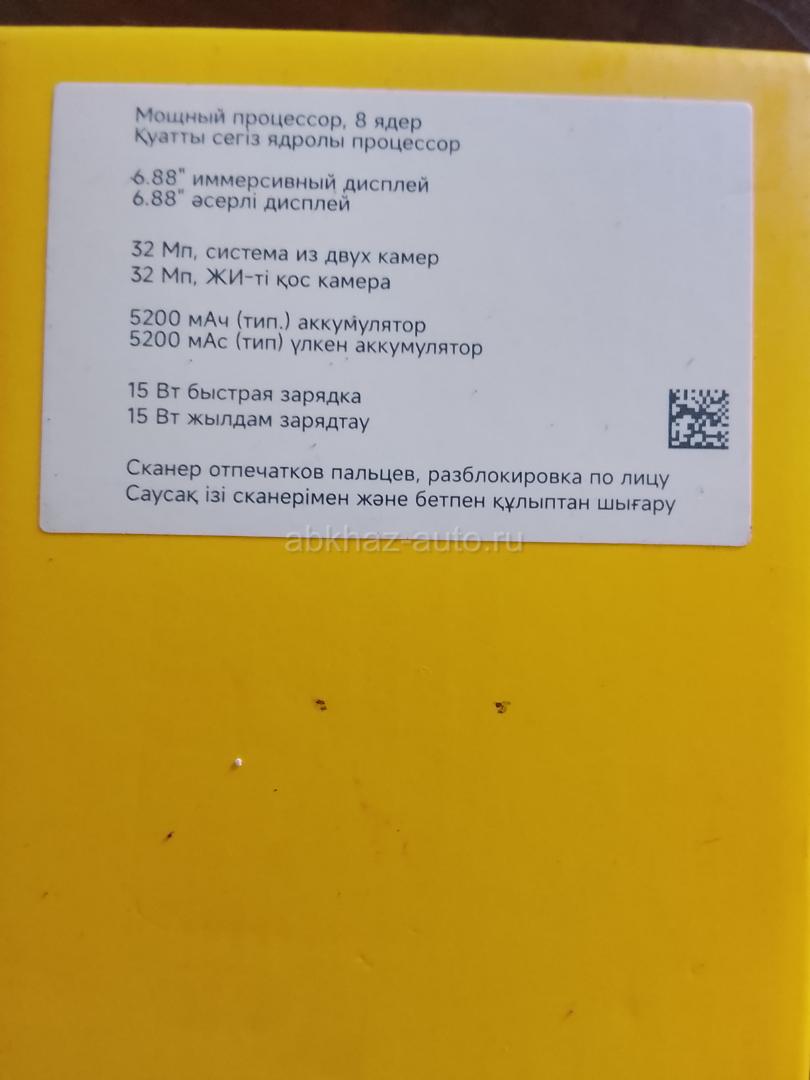 Мощный процессор, 8 ядер
Қуатты сегіз ядролы процессор
6.88" иммерсивный дисплей
6.88" әсерлі дисплей
32 Мп, система из двух камер
32 Мп, ЖИ-ті қос камера
5200 мАч (тип.) аккумулятор
5200 мАс (тип) үлкен аккумулятор
15 Вт быстрая зарядка
15 Вт жылдам зарядтау
Сканер отпечатков пальцев, разблокировка по лицу
Саусақ ізі сканерімен және бетпен құлыптан шығару
abkhaz-auto.ru